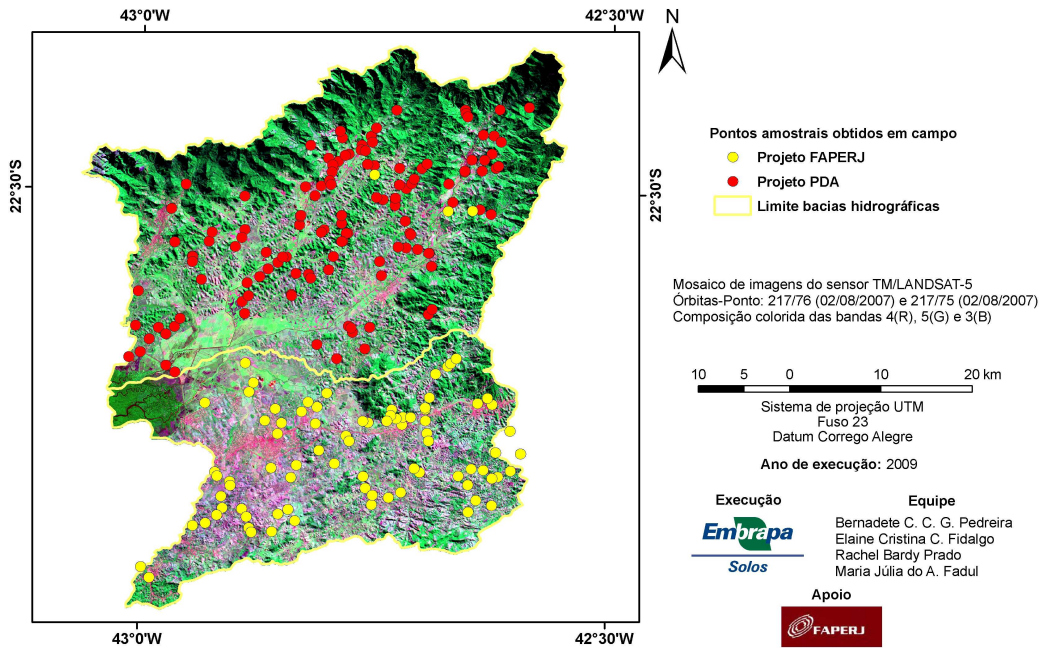 43°0'W
42°30'W
22°30'S
22°30'S
N
Pontos amostrais obtidos em campo
Projeto FAPERJ
Projeto PDA
Limite bacias hidrográficas
Mosaico de imagens do sensor TM/LANDSAT-5
Órbitas-Ponto: 217/76 (02/08/2007) e 217/75 (02/08/2007)
Composição colorida das bandas 4(R), 5(G) e 3(B)
10 5 0 10 20 km
Sistema de projeção UTM
Fuso 23
Datum Corrego Alegre
Ano de execução: 2009
Execução
Embrapa
Solos
Equipe
Bernadete C. C. G. Pedreira
Elaine Cristina C. Fidalgo
Rachel Bardy Prado
Maria Júlia do A. Fadul
Apoio
FAPERJ
43°0'W
42°30'W